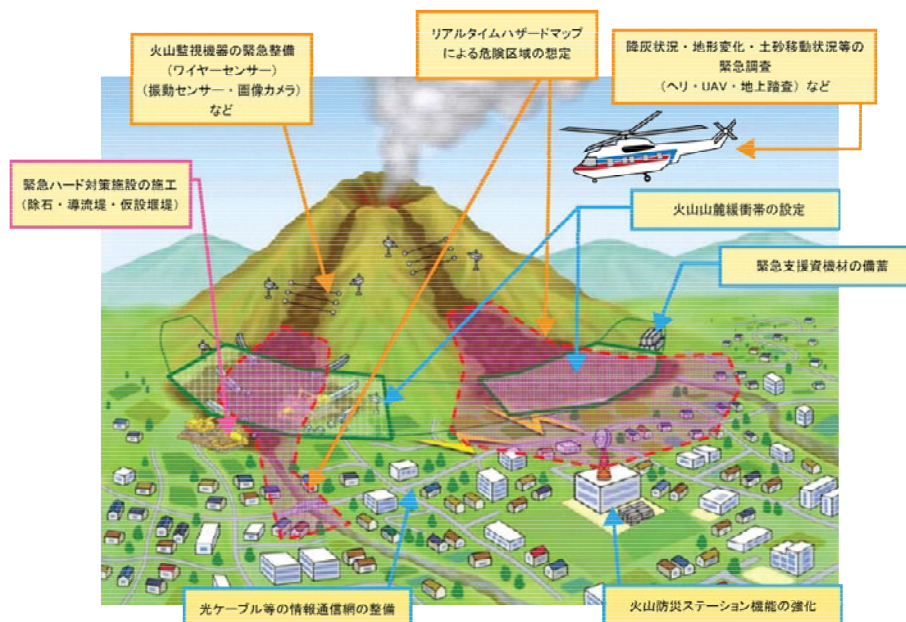 火山監視機器の緊急整備
(ワイヤーセンサー)
(振動センサー・画像カメラ)
など
リアルタイムハザードマップ
による危険区域の想定
降灰状況・地形変化・土砂移動状況等の
緊急調査
(ヘリ・UAV・地上踏査)など
緊急ハード対策施設の施工
(除石・導流堤・仮設堰堤)
火山山麓緩衝帯の設定
緊急支援資機材の備蓄
光ケーブル等の情報通信網の整備
火山防災ステーション機能の強化